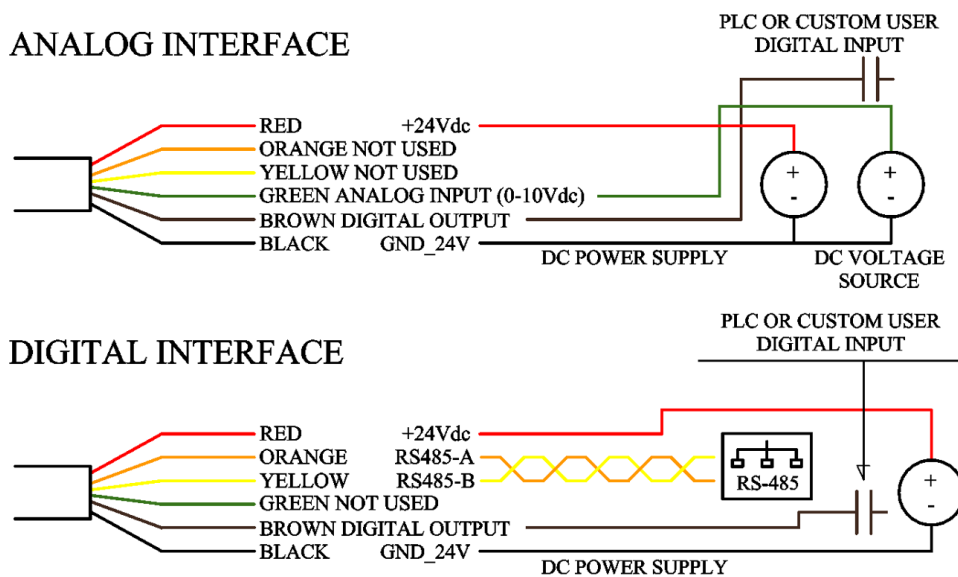 ANALOG INTERFACE
PLC OR CUSTOM USER
DIGITAL INPUT
RED +24Vdc
ORANGE NOT USED
YELLOW NOT USED
GREEN ANALOG INPUT (0-10Vdc)
BROWN DIGITAL OUTPUT
BLACK GND_24V
+ -
+ -
DC POWER SUPPLY
DC VOLTAGE
SOURCE
DIGITAL INTERFACE
PLC OR CUSTOM USER
DIGITAL INPUT
RED +24Vdc
ORANGE RS485-A
YELLOW RS485-B
RS-485
GREEN NOT USED
BROWN DIGITAL OUTPUT
BLACK GND_24V
+ -
DC POWER SUPPLY